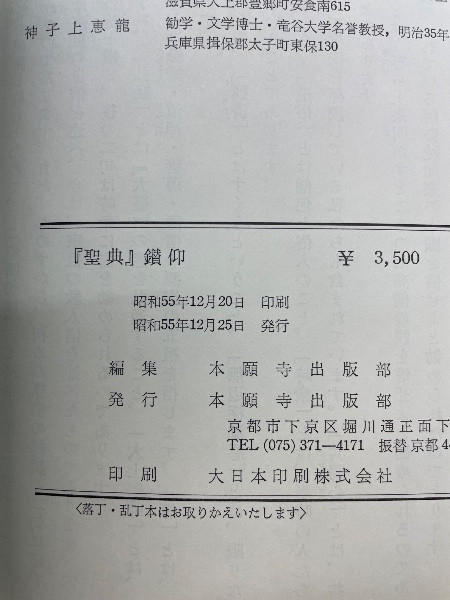 滋賀県犬上郡豊郷町安食南615
神子上恵龍 勧学・文学博士・竜谷大学名誉教授，明治35年
兵庫県揖保郡太子町東保130
『聖典』鑽仰 ¥ 3,500
昭和55年12月20日 印刷
昭和55年12月25日 発行
編集 本願寺出版部
発行 本願寺出版部
京都市下京区堀川通正面下
TEL (075) 371―4171 振替京都4-
印刷 大日本印刷株式会社
〈落丁・乱丁本はお取りかえいたします〉